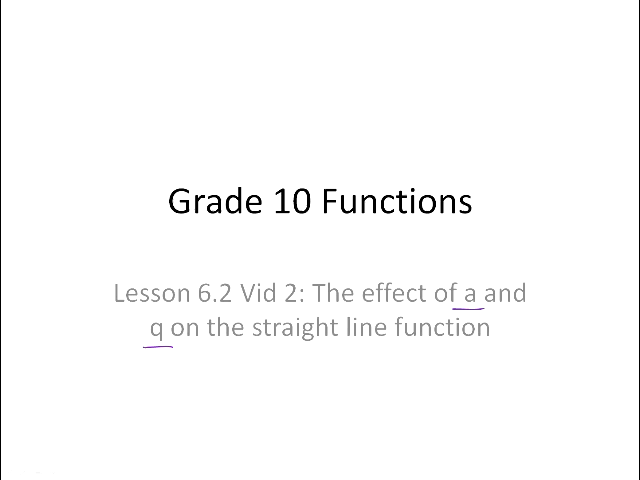 Grade 10 Functions
Lesson 6.2 Vid 2: The effect of a and
q on the straight line function